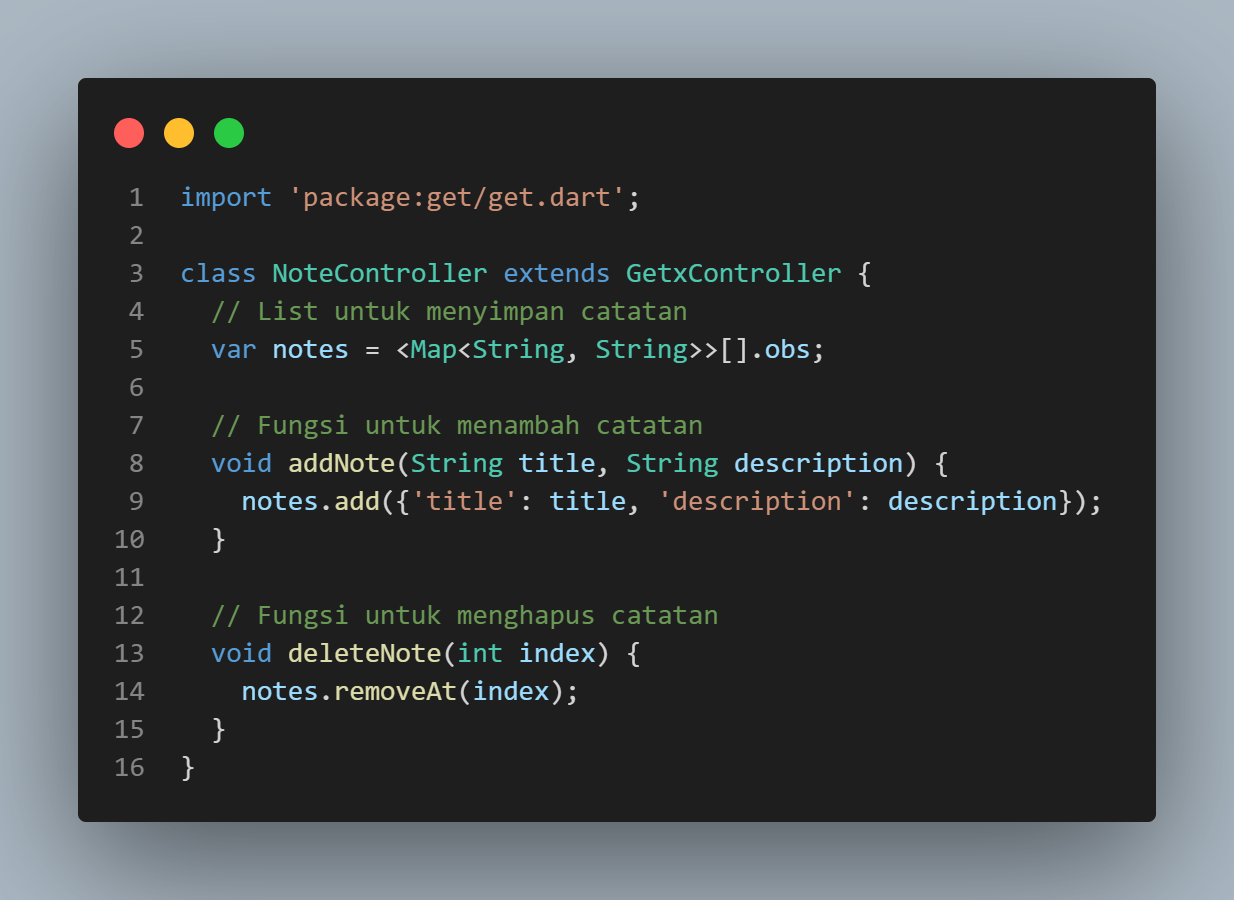 1 import 'package:get/get.dart';
2
3 class NoteController extends GetxController {
4   // List untuk menyimpan catatan
5   var notes = <Map<String, String>>[].obs;
6
7   // Fungsi untuk menambah catatan
8   void addNote(String title, String description) {
9     notes.add({'title': title, 'description': description});
10   }
11
12   // Fungsi untuk menghapus catatan
13   void deleteNote(int index) {
14     notes.removeAt(index);
15   }
16 }